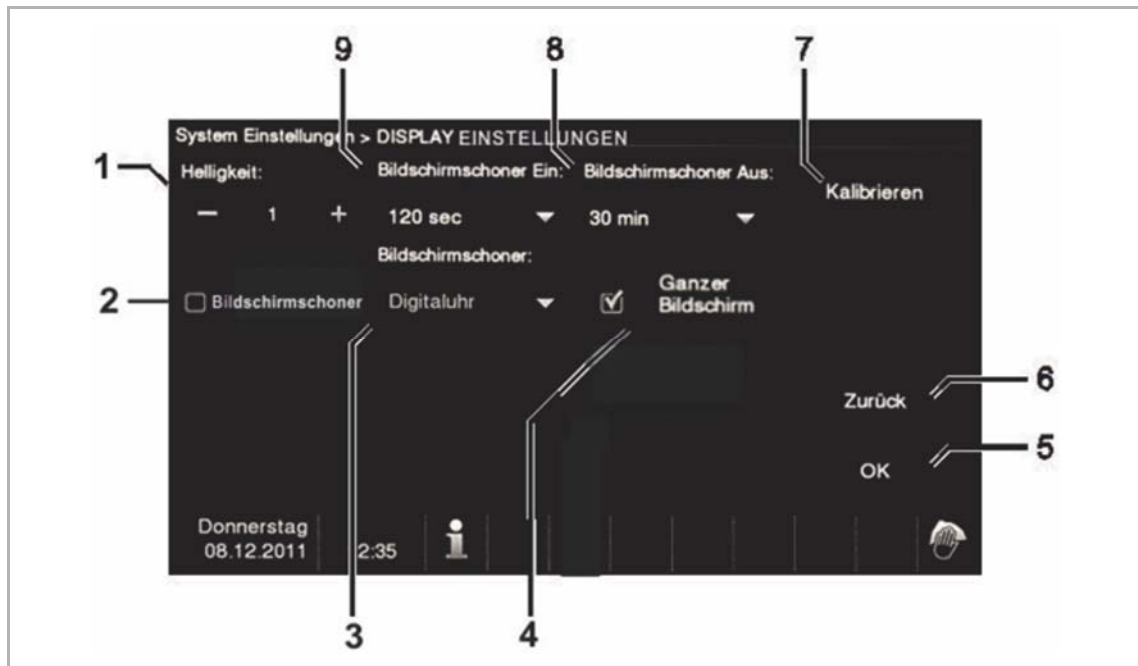 9 8 7
System Einstellungen > DISPLAY EINSTELLUNGEN
1
Helligkeit: Bildschirmschoner Ein: Bildschirmschoner Aus:
Kalibrieren
− 1 + 120 sec 30 min
Bildschirmschoner:
2
Bildschirmschoner Digitaluhr Ganzer
Bildschirm
6
Zurück
5
OK
Donnerstag
08.12.2011 2:35
3 4